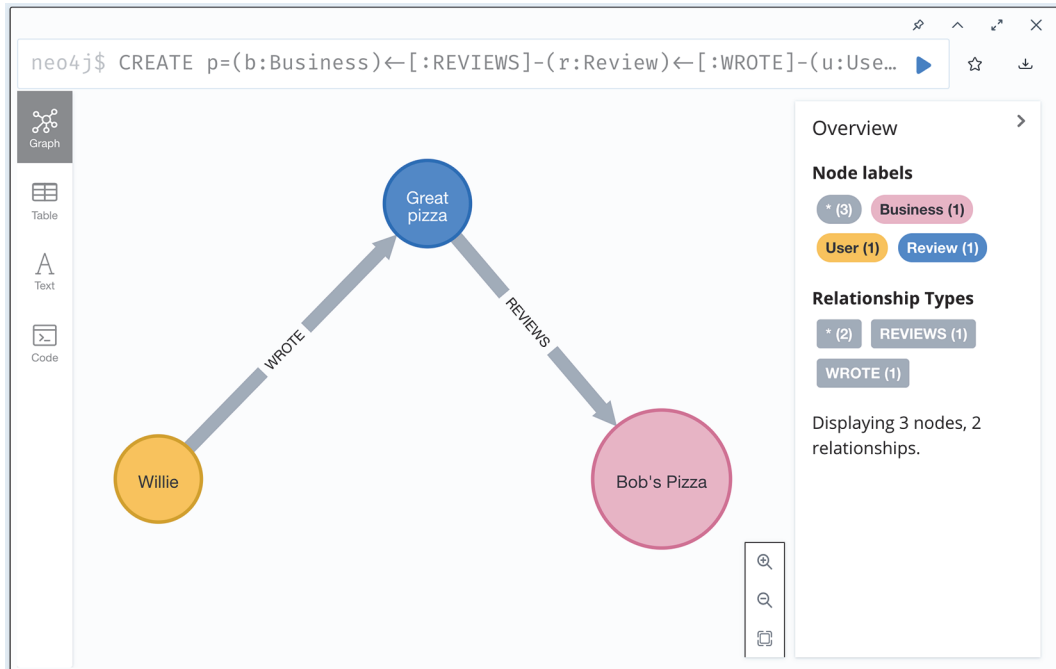 neo4j$ CREATE p=(b:Business)<-[:REVIEWS]-(r:Review)<-[:WROTE]-(u:Use…
Graph
Table
Text
Code
Great
pizza
WROTE
REVIEWS
Willie
Bob's Pizza
Overview
Node labels
* (3) Business (1)
User (1) Review (1)
Relationship Types
* (2) REVIEWS (1)
WROTE (1)
Displaying 3 nodes, 2
relationships.